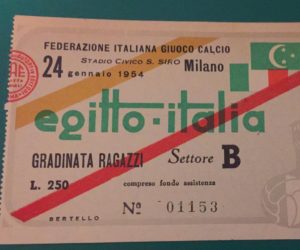 FEDERAZIONE ITALIANA GIUOCO CALCIO
STADIO CIVICO S. SIRO Milano
24 gennaio 1954
egitto-italia
GRADINATA RAGAZZI Settore B
L. 250 compreso fondo assistenza
Nº 01153
BERTELLO